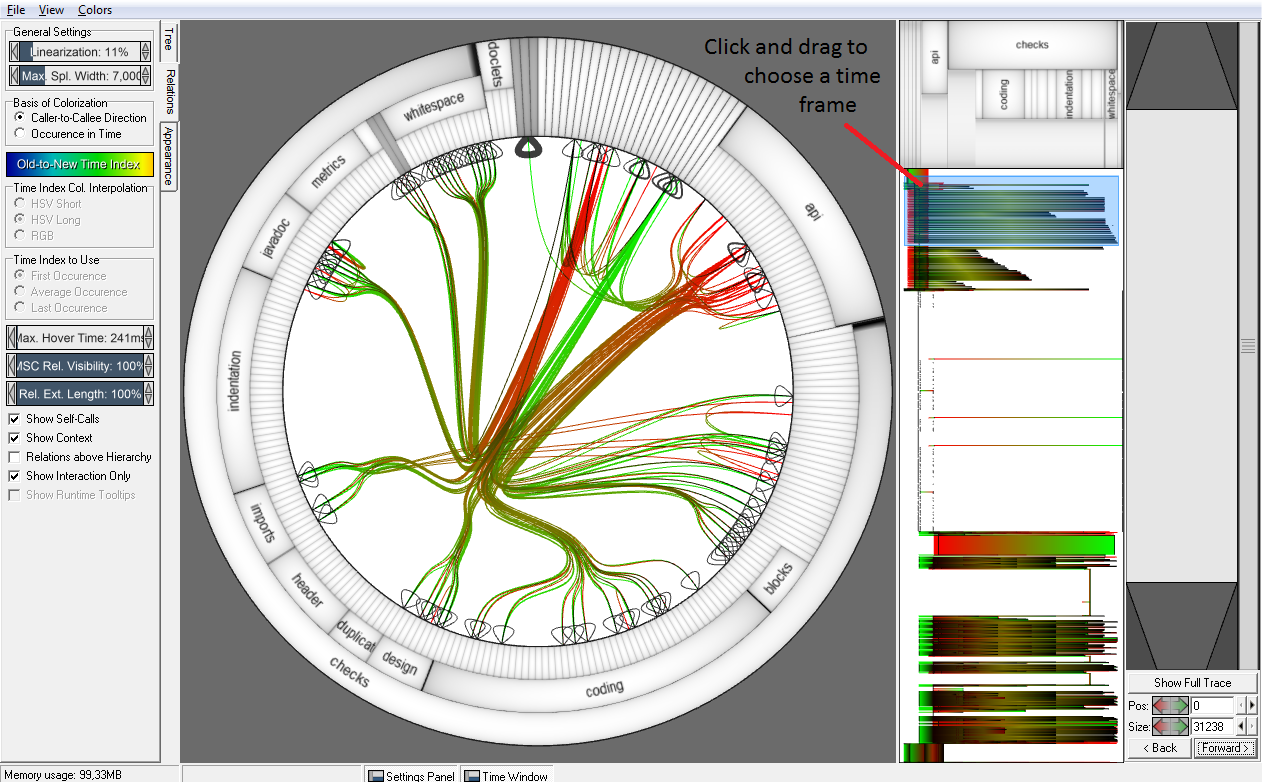 File View Colors
General Settings
Linearization: 11%
Max. Spl. Width: 7,000
Basis of Colorization
Caller-to-Callee Direction
Occurence in Time
Old-to-New Time Index
Time Index Col. Interpolation
HSV Short
HSV Long
RGB
Time Index to Use
First Occurence
Average Occurence
Last Occurence
Max. Hover Time: 241ms
MSC Rel. Visibility: 100%
Rel. Ext. Length: 100%
Show Self-Calls
Show Context
Relations above Hierarchy
Show Interaction Only
Show Runtime Tooltips
Tree
Relations
Appearance
doclets
whitespace
metrics
javadoc
indentation
imports
header
duplicat
design
checks
coding
blocks
api
Click and drag to
choose a time
frame
api
checks
coding
indentation
whitespace
Show Full Trace
Pos: 0
Size: 31238
< Back Forward >
Memory usage: 99.33MB
Settings Panel
Time Window